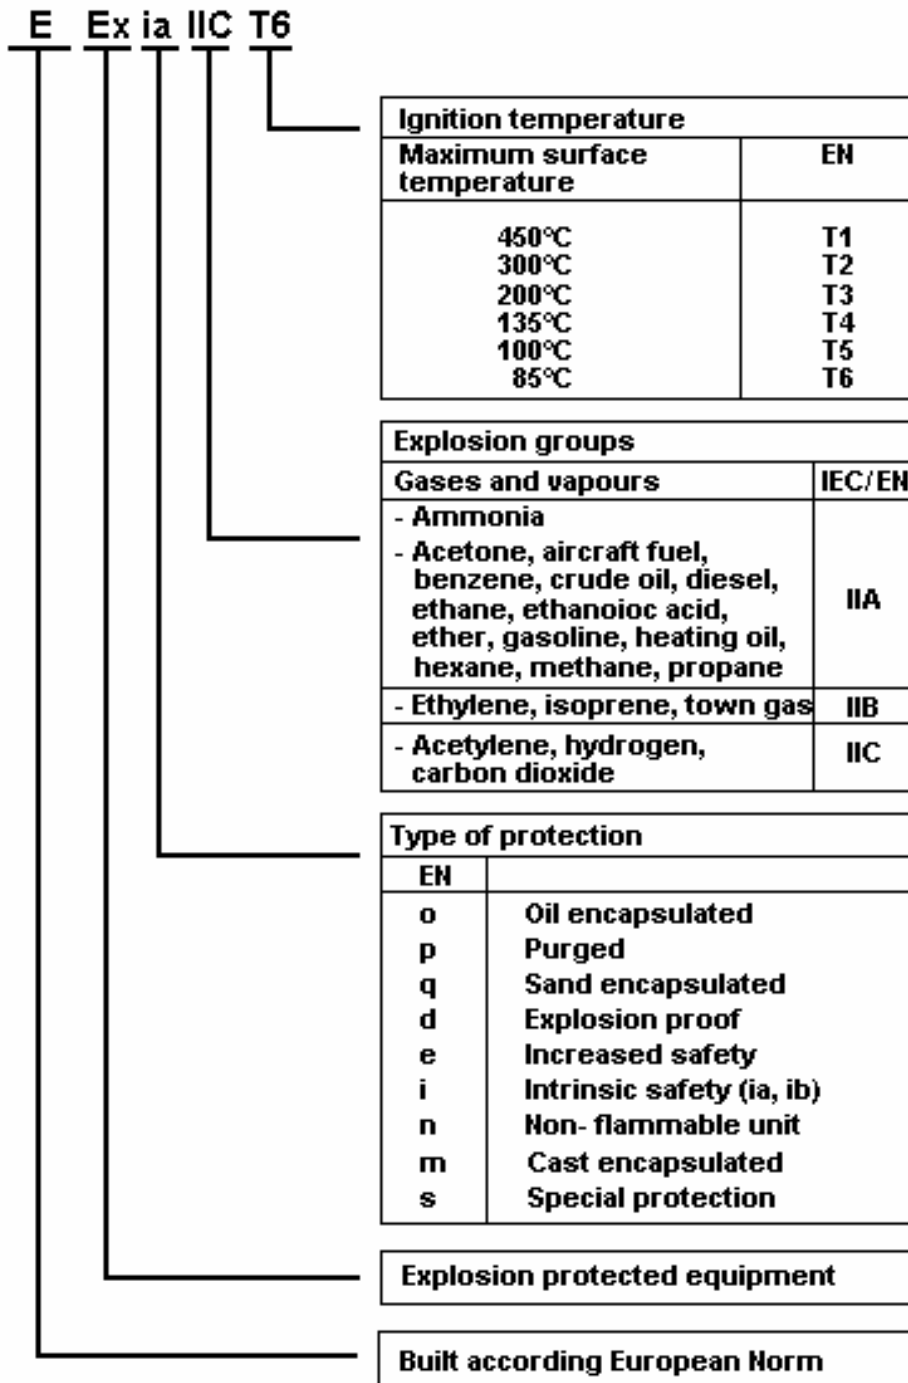 E Ex ia IIC T6
Ignition temperature
Maximum surface EN
temperature
450°C T1
300°C T2
200°C T3
135°C T4
100°C T5
85°C T6
Explosion groups
Gases and vapours IEC/EN
- Ammonia
- Acetone, aircraft fuel,
benzene, crude oil, diesel,
ethane, ethanoioc acid, IIA
ether, gasoline, heating oil,
hexane, methane, propane
- Ethylene, isoprene, town gas IIB
- Acetylene, hydrogen, IIC
carbon dioxide
Type of protection
EN
o Oil encapsulated
p Purged
q Sand encapsulated
d Explosion proof
e Increased safety
i Intrinsic safety (ia, ib)
n Non- flammable unit
m Cast encapsulated
s Special protection
Explosion protected equipment
Built according European Norm